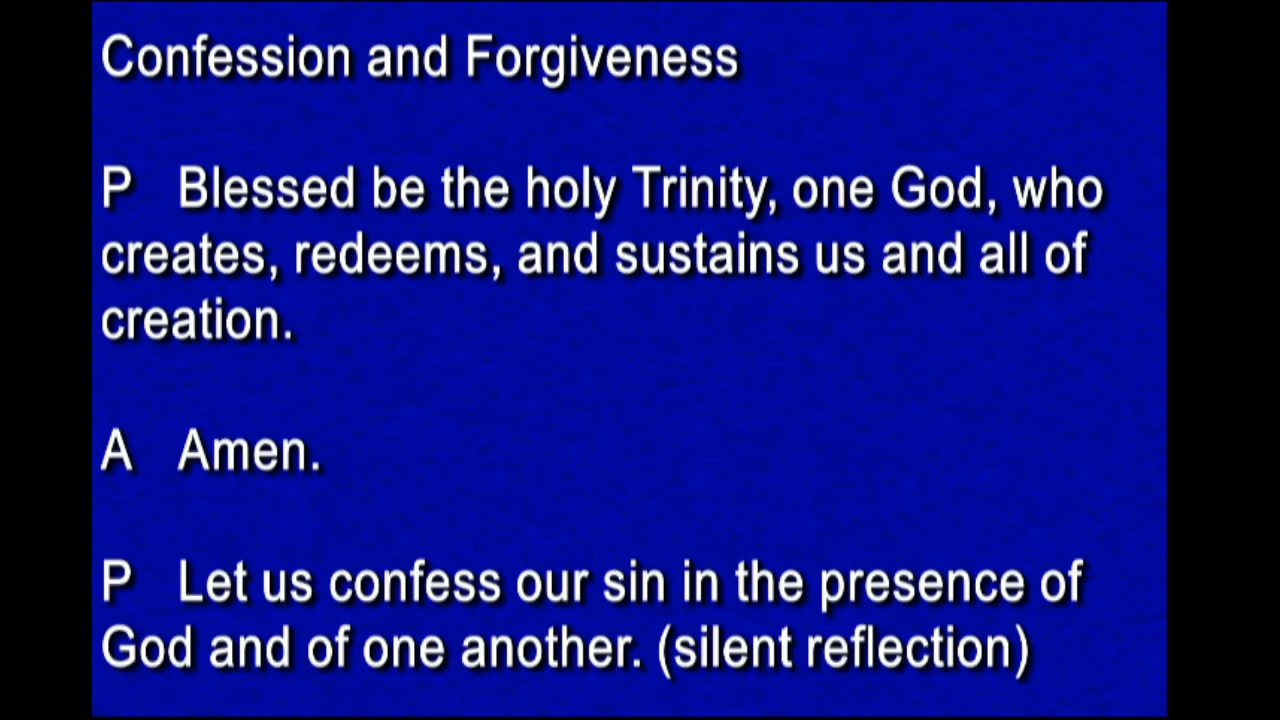 Confession and Forgiveness
P Blessed be the holy Trinity, one God, who
creates, redeems, and sustains us and all of
creation.
A Amen.
P Let us confess our sin in the presence of
God and of one another. (silent reflection)